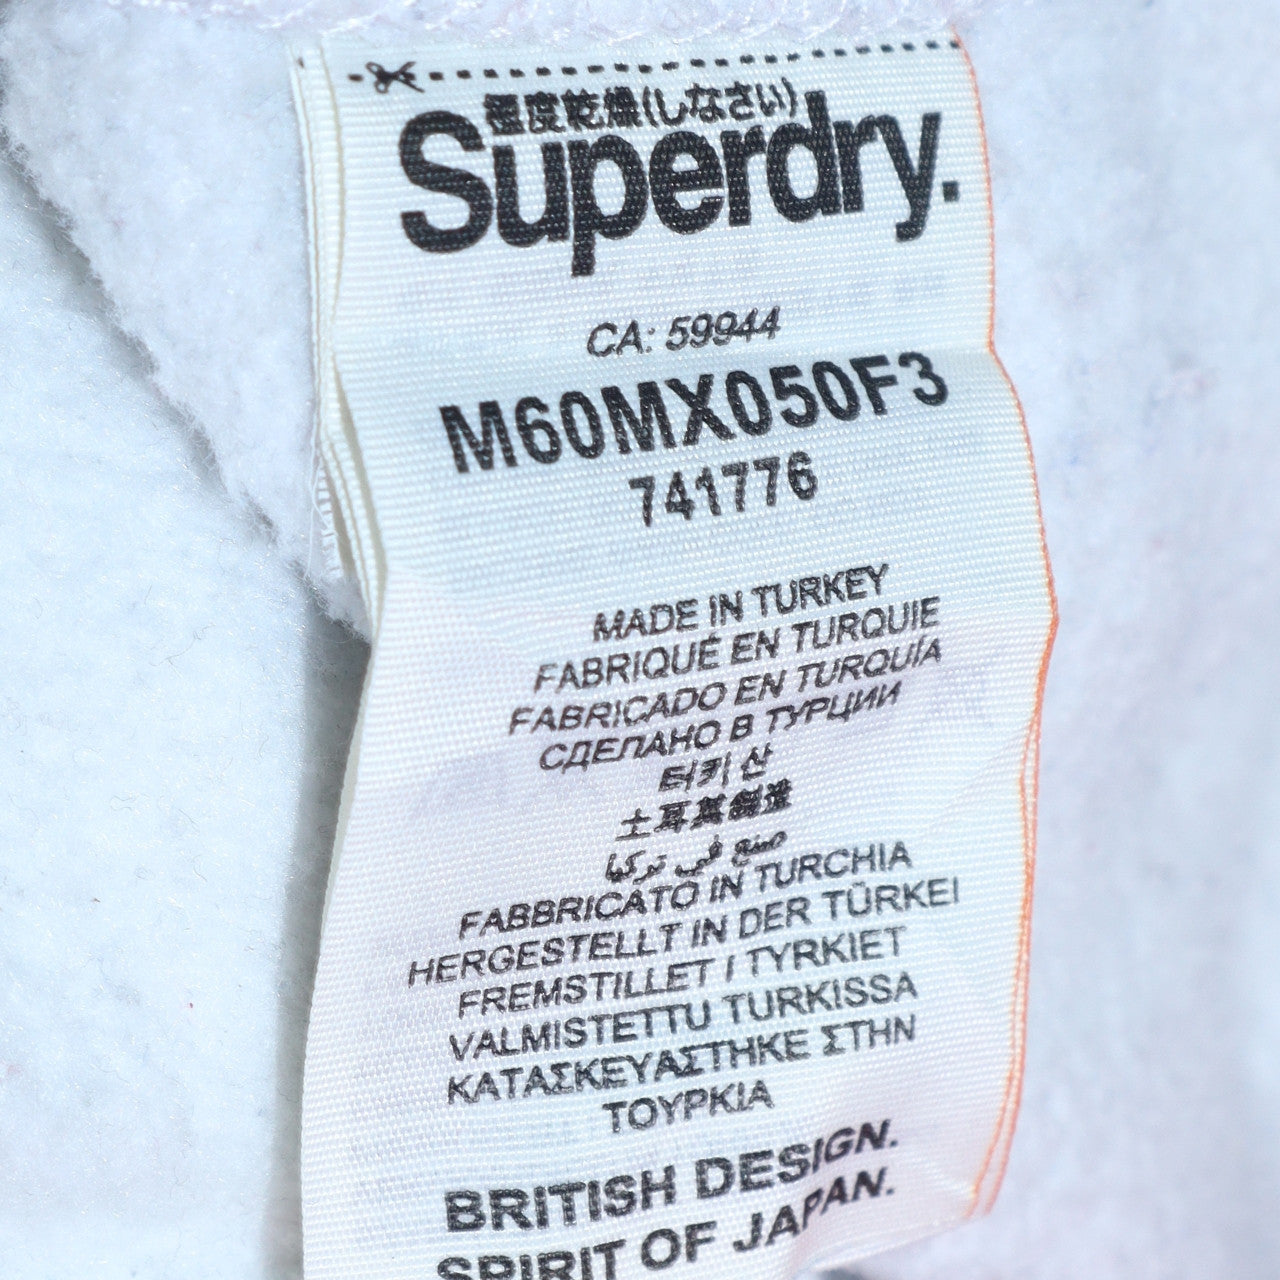 極度乾燥(しなさい)
Superdry.
CA: 59944
M60MX050F3
741776
MADE IN TURKEY
FABRIQUÉ EN TURQUIE
FABRICADO EN TURQUÍA
СДЕЛАНО В ТУРЦИИ
터키 산
土耳其製造
صنع في تركيا
FABBRICATO IN TURCHIA
HERGESTELLT IN DER TÜRKEI
FREMSTILLET I TYRKIET
VALMISTETTU TURKISSA
ΚΑΤΑΣΚΕΥΑΣΤΗΚΕ ΣΤΗΝ
ΤΟΥΡΚΙΑ
BRITISH DESIGN.
SPIRIT OF JAPAN.